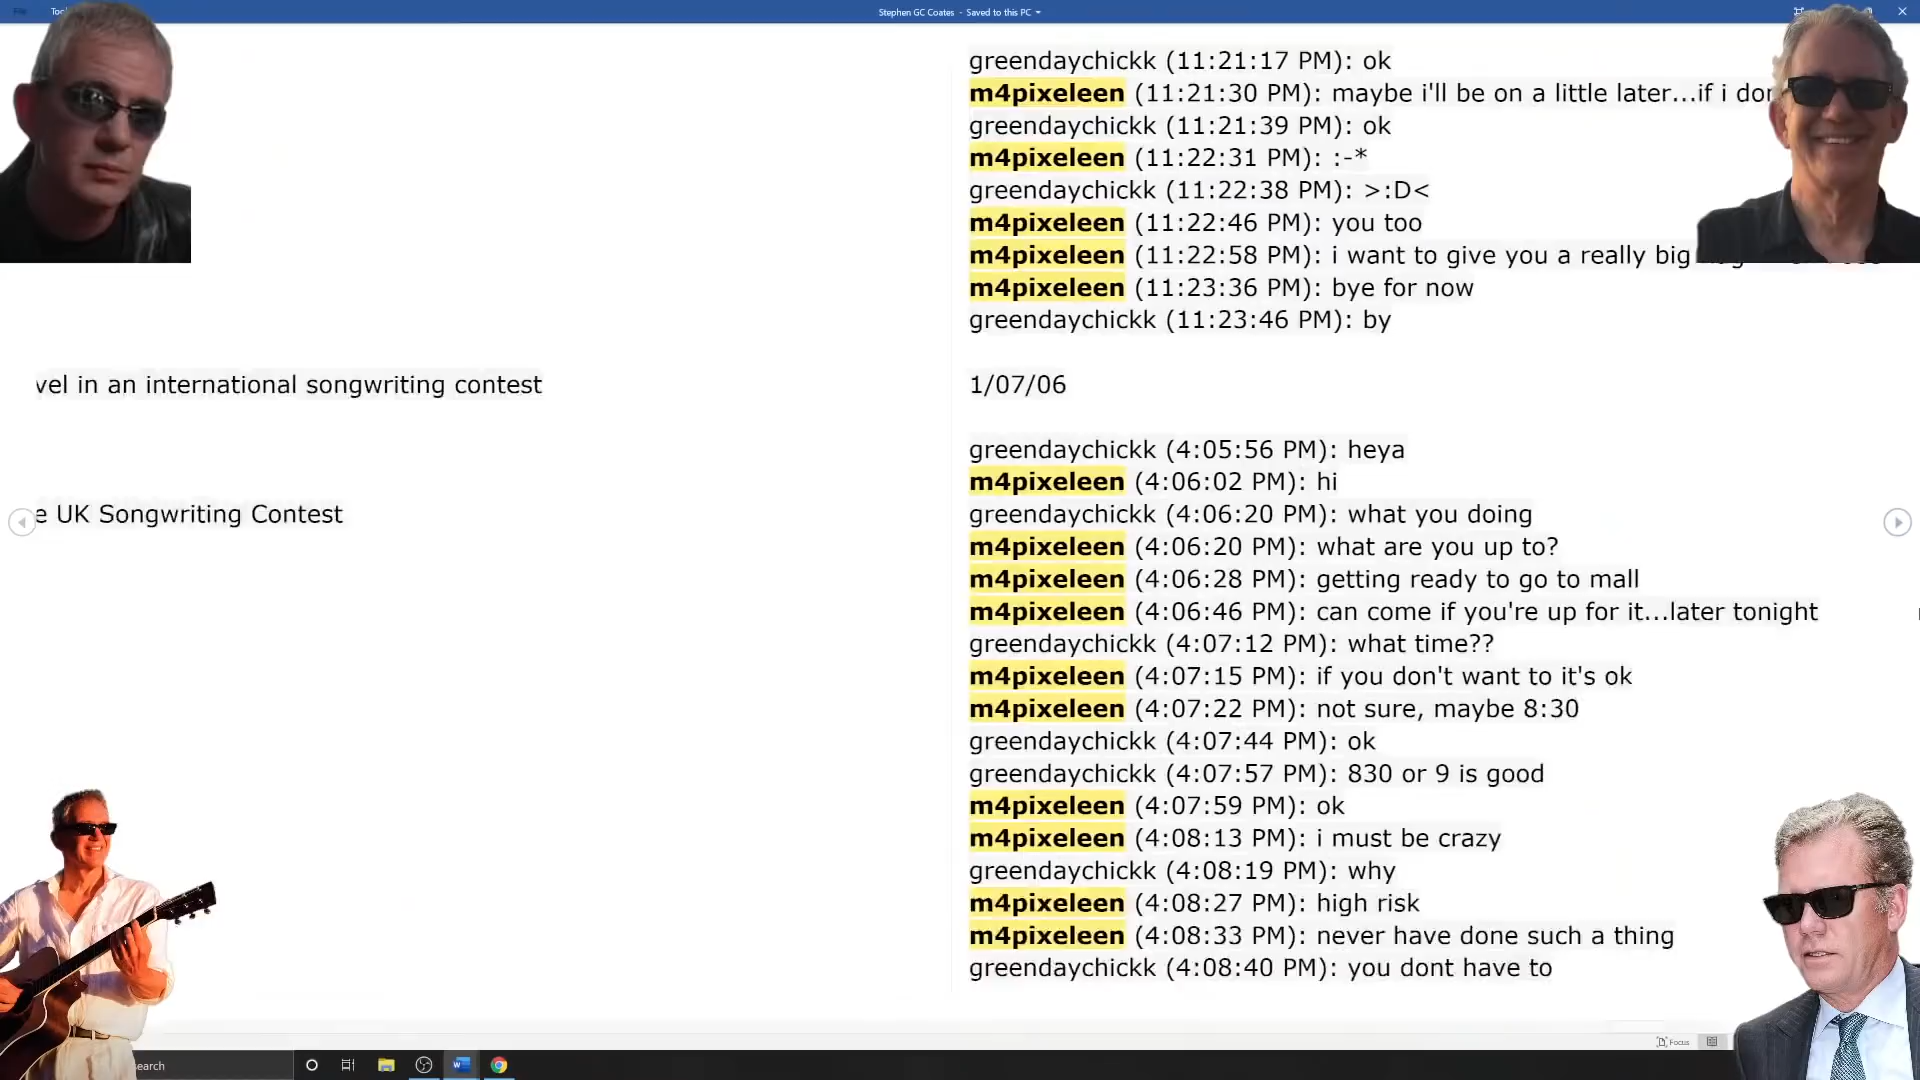 File
Stephen GC Coates - Saved to this PC
greendaychickk (11:21:17 PM): ok
m4pixeleen (11:21:30 PM): maybe i'll be on a little later...if i
greendaychickk (11:21:39 PM): ok
m4pixeleen (11:22:31 PM): :-*
greendaychickk (11:22:38 PM): >:D<
m4pixeleen (11:22:46 PM): you too
m4pixeleen (11:22:58 PM): i want to give you a really big
m4pixeleen (11:23:36 PM): bye for now
greendaychickk (11:23:46 PM): by
vel in an international songwriting contest
1/07/06
greendaychickk (4:05:56 PM): heya
m4pixeleen (4:06:02 PM): hi
e UK Songwriting Contest
greendaychickk (4:06:20 PM): what you doing
m4pixeleen (4:06:20 PM): what are you up to?
m4pixeleen (4:06:28 PM): getting ready to go to mall
m4pixeleen (4:06:46 PM): can come if you're up for it...later tonight
greendaychickk (4:07:12 PM): what time??
m4pixeleen (4:07:15 PM): if you don't want to it's ok
m4pixeleen (4:07:22 PM): not sure, maybe 8:30
greendaychickk (4:07:44 PM): ok
greendaychickk (4:07:57 PM): 830 or 9 is good
m4pixeleen (4:07:59 PM): ok
m4pixeleen (4:08:13 PM): i must be crazy
greendaychickk (4:08:19 PM): why
m4pixeleen (4:08:27 PM): high risk
m4pixeleen (4:08:33 PM): never have done such a thing
greendaychickk (4:08:40 PM): you dont have to
Focus
earch